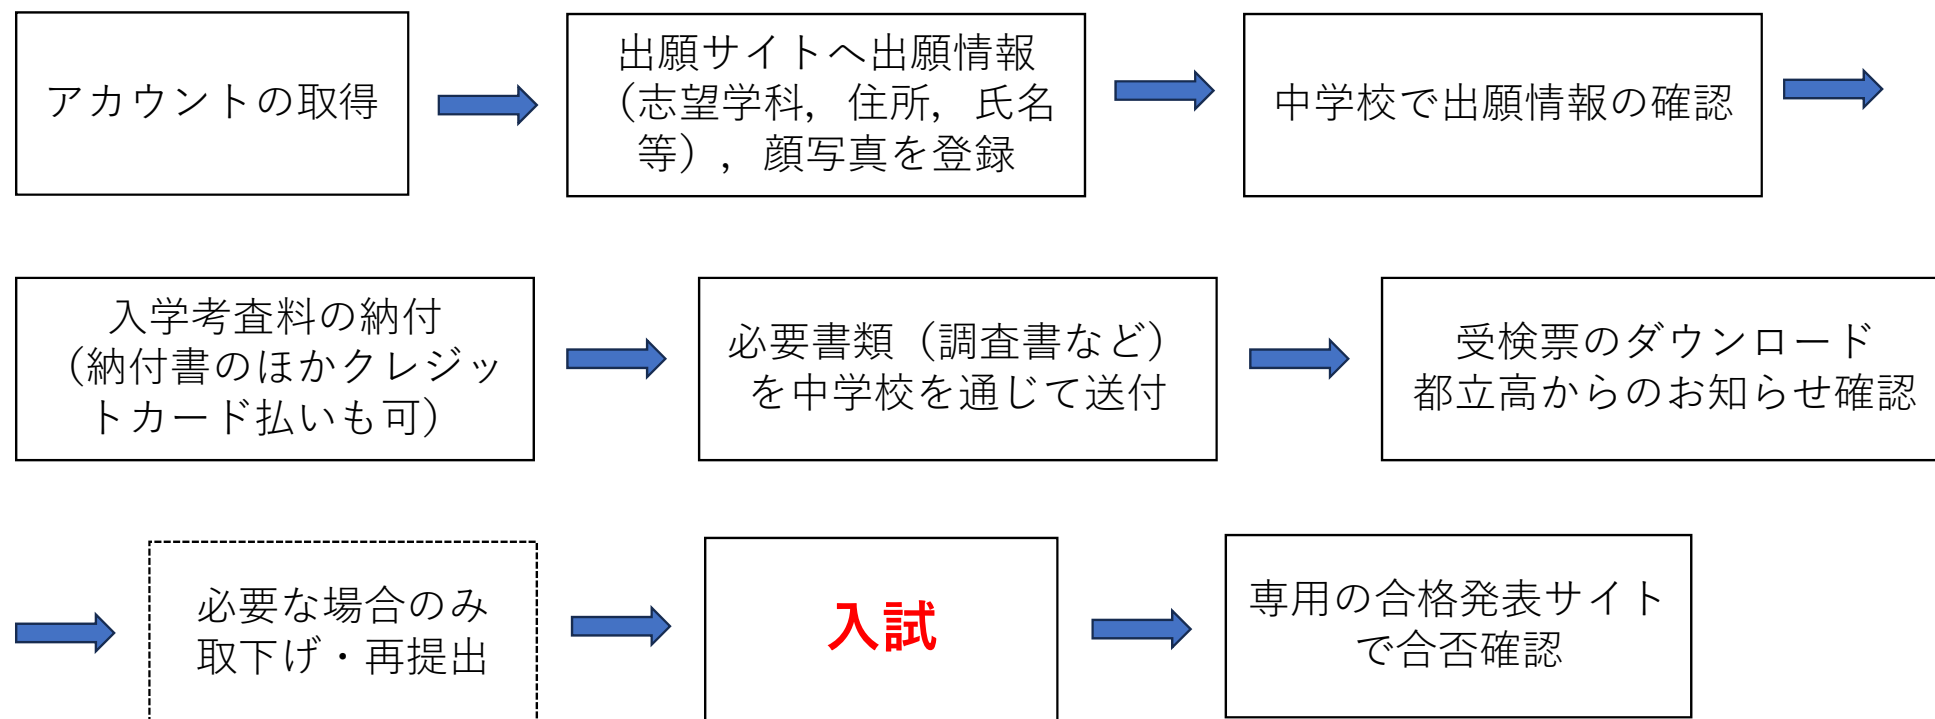 アカウントの取得
出願サイトへ出願情報
（志望学科，住所，氏名
等），顔写真を登録
中学校で出願情報の確認
入学考査料の納付
（納付書のほかクレジッ
トカード払いも可）
必要書類（調査書など）
を中学校を通じて送付
受検票のダウンロード
都立高からのお知らせ確認
必要な場合のみ
取下げ・再提出
入試
専用の合格発表サイト
で合否確認